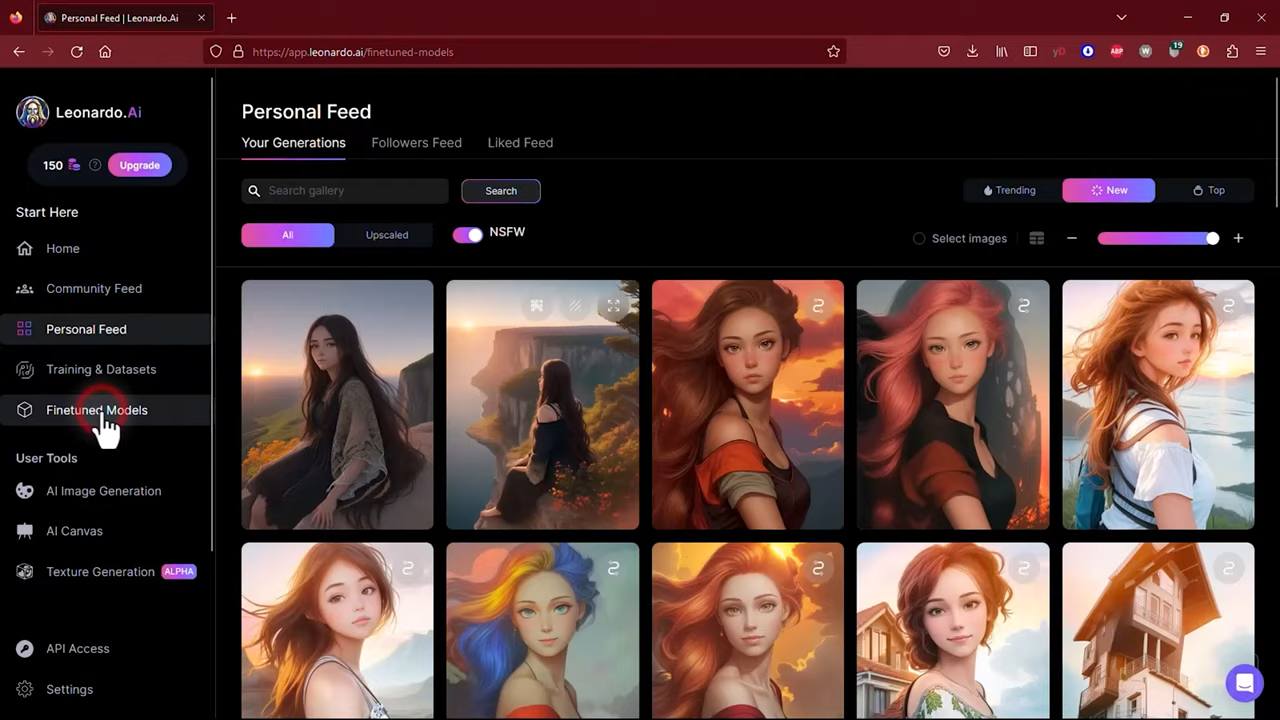 Personal Feed | Leonardo.Ai
https://app.leonardo.ai/finetuned-models
yD
ABP
W
19
Leonardo.Ai
150
Upgrade
Start Here
Home
Community Feed
Personal Feed
Training & Datasets
Finetuned Models
User Tools
AI Image Generation
AI Canvas
Texture Generation ALPHA
API Access
Settings
Personal Feed
Your Generations Followers Feed Liked Feed
Search gallery Search
Trending New Top
All Upscaled NSFW
Select images